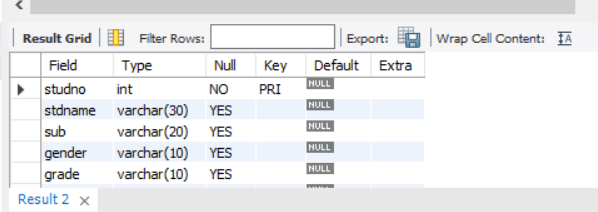 Result Grid Filter Rows: Export: Wrap Cell Content: IA
Field Type Null Key Default Extra
studno int NO PRI NULL
stdname varchar(30) YES NULL
sub varchar(20) YES NULL
gender varchar(10) YES NULL
grade varchar(10) YES NULL
Result 2 ×